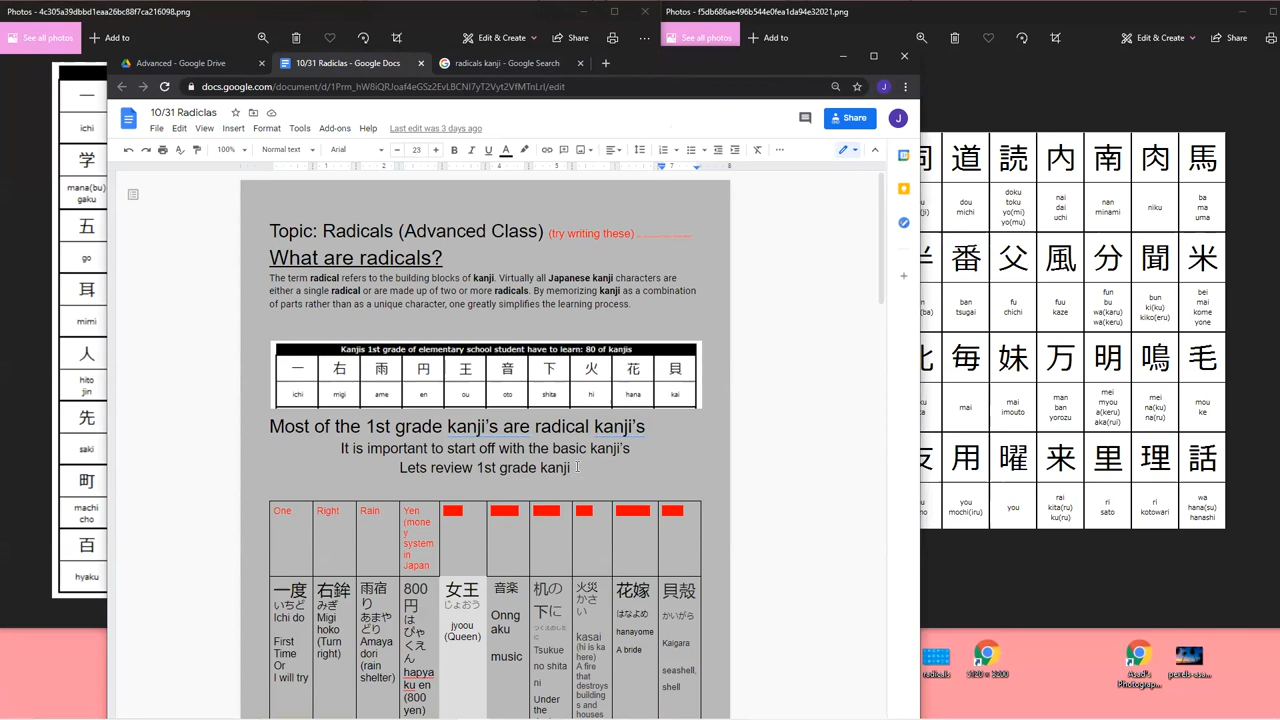 Photos - 4c305a39dbbd1eaa26bc88f7ca216098.png
Photos - f5db686ae496b544e0fea1da94e32021.png
See all photos
Add to
Edit & Create
Share
See all photos
Add to
Edit & Create
Share
Advanced - Google Drive
10/31 Radiclas - Google Docs
radicals kanji - Google Search
10/31 Radiclas
File Edit View Insert Format Tools Add-ons Help Last edit was 3 days ago
Share
J
100% Normal text Arial 23
Topic: Radicals (Advanced Class) (try writing these)
What are radicals?
The term radical refers to the building blocks of kanji. Virtually all Japanese kanji characters are
either a single radical or are made up of two or more radicals. By memorizing kanji as a combination
of parts rather than as a unique character, one greatly simplifies the learning process.
Kanjis 1st grade of elementary school student have to learn: 80 of kanjis
一 右 雨 円 王 音 下 火 花 貝
ichi migi ame en ou oto shita hi hana kai
Most of the 1st grade kanji's are radical kanji's
It is important to start off with the basic kanji's
Lets review 1st grade kanji
One
Right
Rain
Yen
(mone
y
system
in
Japan
一度
いちど
Ichi do
First
Time
Or
I will try
右鉾
みぎ
Migi
hoko
(Turn
right)
雨宿
り
あまや
どり
Amaya
dori
(rain
shelter)
800
円
は
ぴゃ
くえ
ん
hapya
ku en
(800
yen)
女王
じょおう
jyoou
(Queen)
音楽
Onng
aku
music
机の
下に
Tsukue
no shita
ni
Under
火災
かさ
い
kasai
(hi is ka
here)
A fire
that
destroys
building
s and
houses
花嫁
はなよめ
hanayome
A bride
貝殻
かいがら
Kaigara
seashell,
shell
一
ichi
学
mana(bu)
gaku
五
go
耳
mimi
人
hito
jin
先
saki
町
machi
cho
百
hyaku
道 読 内 南 肉 馬
dou
michi
doku
toku
yo(mi)
yo(mu)
nai
dai
uchi
nan
minami
niku
ba
ma
uma
番 父 風 分 聞 米
ban
tsugai
fu
chichi
fuu
kaze
fun
bu
wa(karu)
wa(keru)
bun
ki(ku)
kiko(eru)
bei
mai
kome
yone
毎 妹 万 明 鳴 毛
mai
mai
imouto
man
ban
yorozu
mei
myou
a(keru)
aka(rui)
mei
na(ku)
na(ru)
mou
ke
用 曜 来 里 理 話
you
mochi(iru)
you
rai
kita(ru)
ku(ru)
ri
sato
ri
kotowari
wa
hana(su)
hanashi
radicals
5120 × 3200
Asad's
Photograp...
pexels-asa...